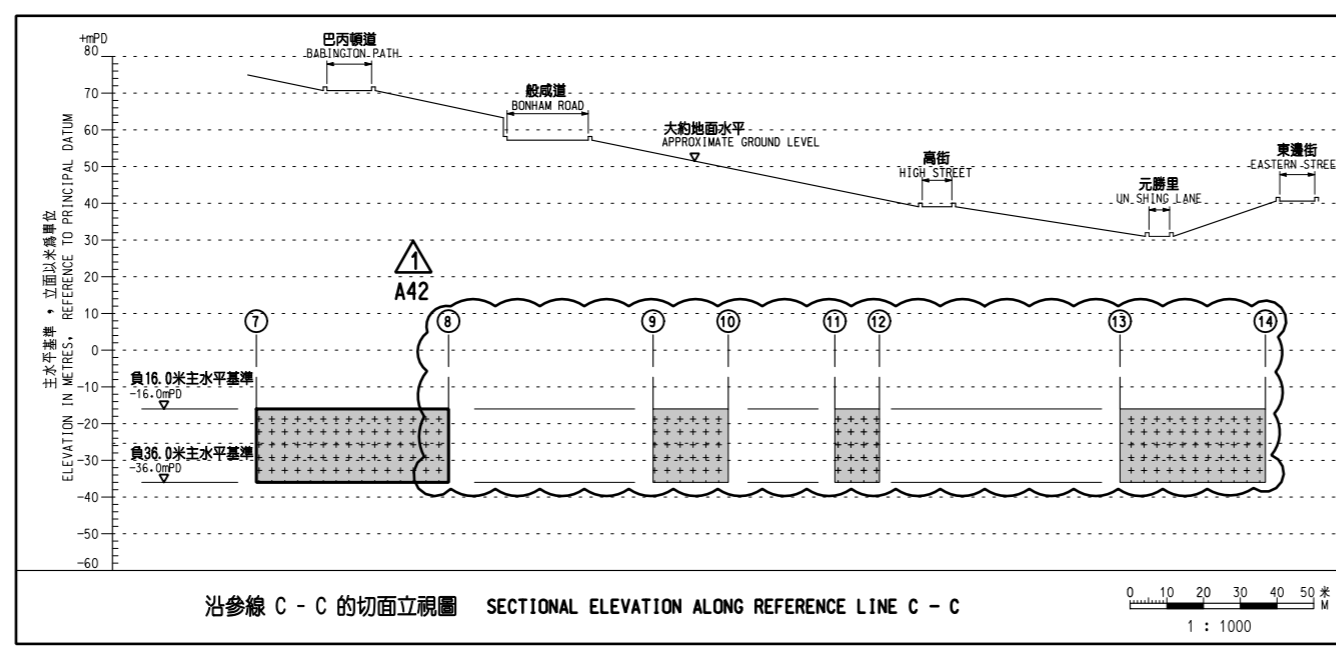 +mPD
80
70
60
50
40
30
20
10
0
-10
-20
-30
-40
-50
-60
主水平基準，立面以米為單位
ELEVATION IN METRES. REFERENCE TO PRINCIPAL DATUM
巴丙頓道
BABINGTON PATH
般咸道
BONHAM ROAD
大約地面水平
APPROXIMATE GROUND LEVEL
高街
HIGH STREET
元勝里
UN SHING LANE
東邊街
EASTERN STREE
1
A42
7
8
9
10
11
12
13
14
負16.0米主水平基準
-16.0mPD
負36.0米主水平基準
-36.0mPD
沿參線 C - C 的切面立視圖 SECTIONAL ELEVATION ALONG REFERENCE LINE C - C
0 10 20 30 40 50 米
M
1 : 1000